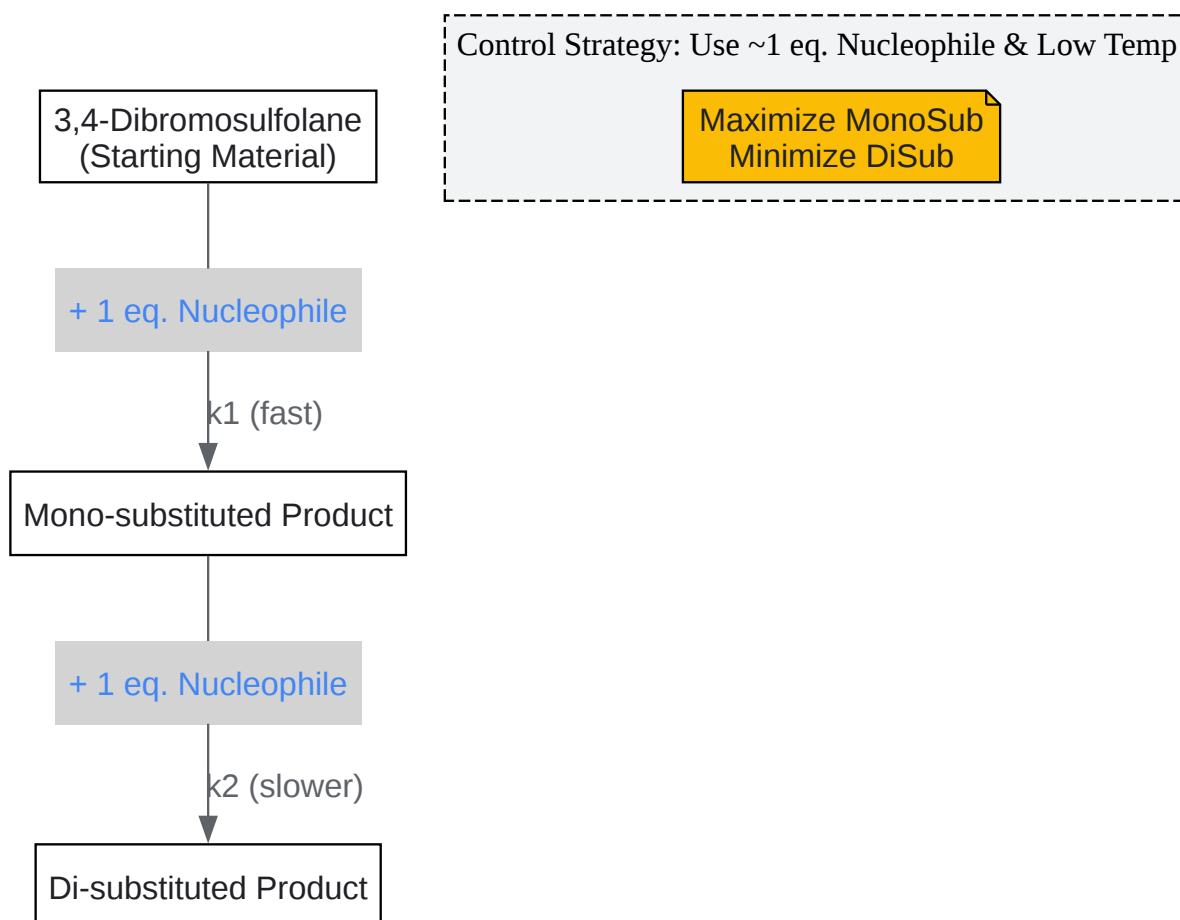 Control Strategy: Use ~1 eq. Nucleophile & Low Temp
3,4-Dibromosulfolane
(Starting Material)
Maximize MonoSub
Minimize DiSub
+ 1 eq. Nucleophile
k1 (fast)
Mono-substituted Product
+ 1 eq. Nucleophile
k2 (slower)
Di-substituted Product